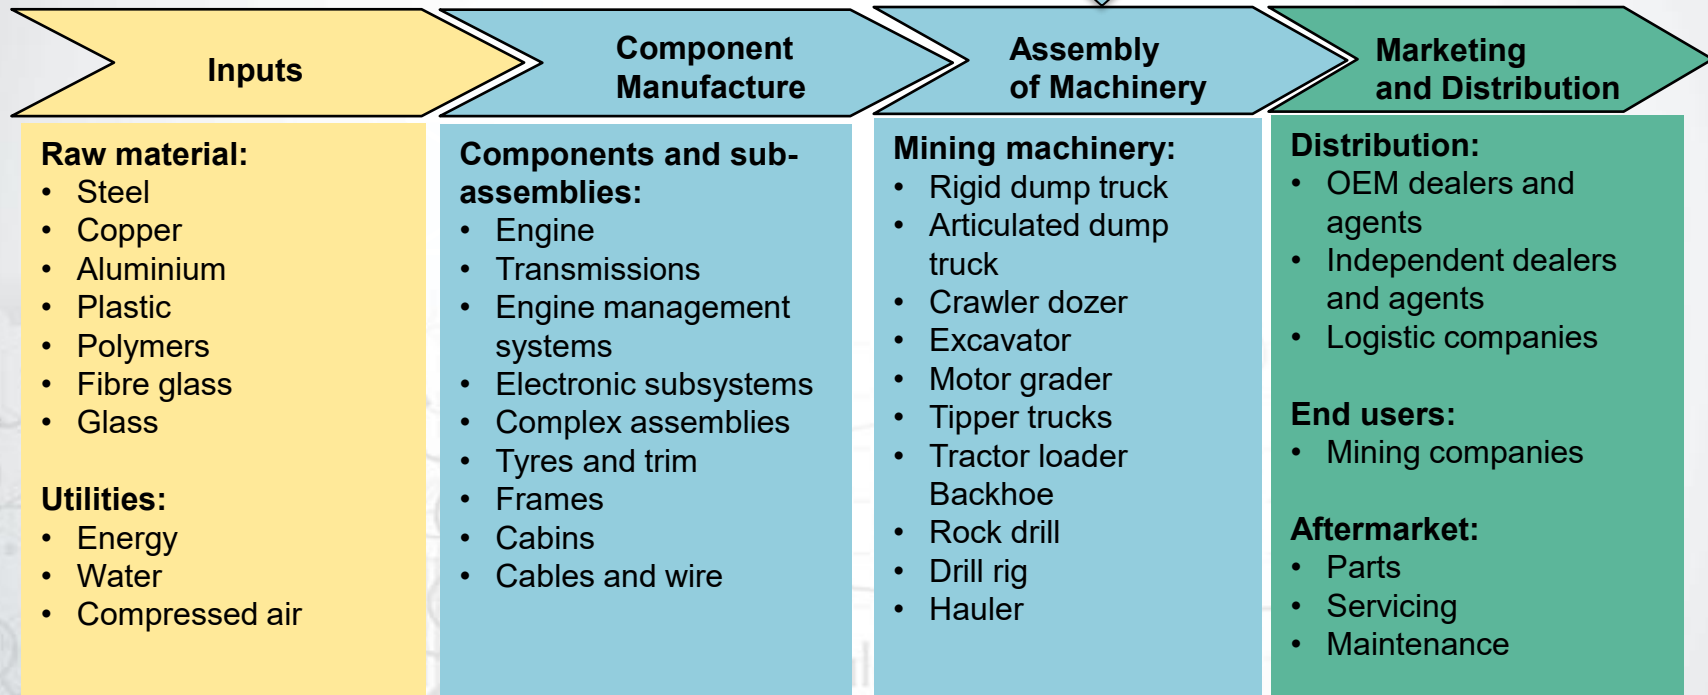 Inputs
Component
Manufacture
Assembly
of Machinery
Marketing
and Distribution
Raw material:
• Steel
• Copper
• Aluminium
• Plastic
• Polymers
• Fibre glass
• Glass
Utilities:
• Energy
• Water
• Compressed air
Components and sub-
assemblies:
• Engine
• Transmissions
• Engine management
systems
• Electronic subsystems
• Complex assemblies
• Tyres and trim
• Frames
• Cabins
• Cables and wire
Mining machinery:
• Rigid dump truck
• Articulated dump
truck
• Crawler dozer
• Excavator
• Motor grader
• Tipper trucks
• Tractor loader
Backhoe
• Rock drill
• Drill rig
• Hauler
Distribution:
• OEM dealers and
agents
• Independent dealers
and agents
• Logistic companies
End users:
• Mining companies
Aftermarket:
• Parts
• Servicing
• Maintenance